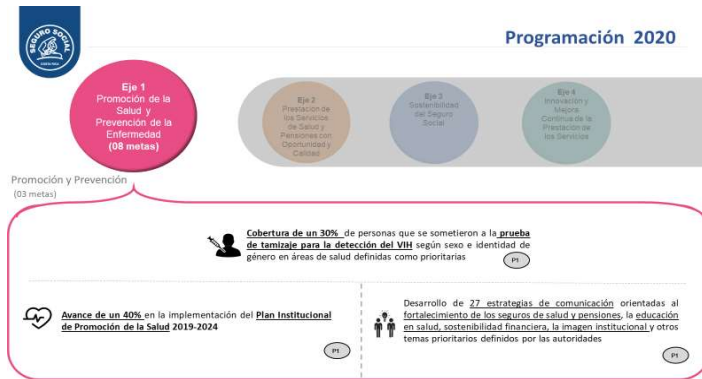 SEGURO SOCIAL
COSTA RICA
Programación 2020
Eje 1
Promoción de la
Salud y
Prevención de la
Enfermedad
(08 metas)
Eje 2
Prestación de
los Servicios
de Salud y
Pensiones con
Oportunidad y
Calidad
Eje 3
Sostenibilidad
del Seguro
Social
Eje 4
Innovación y
Mejora
Continua de la
Prestación de
los Servicios
Promoción y Prevención
(03 metas)
Cobertura de un 30% de personas que se sometieron a la prueba
de tamizaje para la detección del VIH según sexo e identidad de
género en áreas de salud definidas como prioritarias
P1
Avance de un 40% en la implementación del Plan Institucional
de Promoción de la Salud 2019-2024
P1
Desarrollo de 27 estrategias de comunicación orientadas al
fortalecimiento de los seguros de salud y pensiones, la educación
en salud, sostenibilidad financiera, la imagen institucional y otros
temas prioritarios definidos por las autoridades
P1